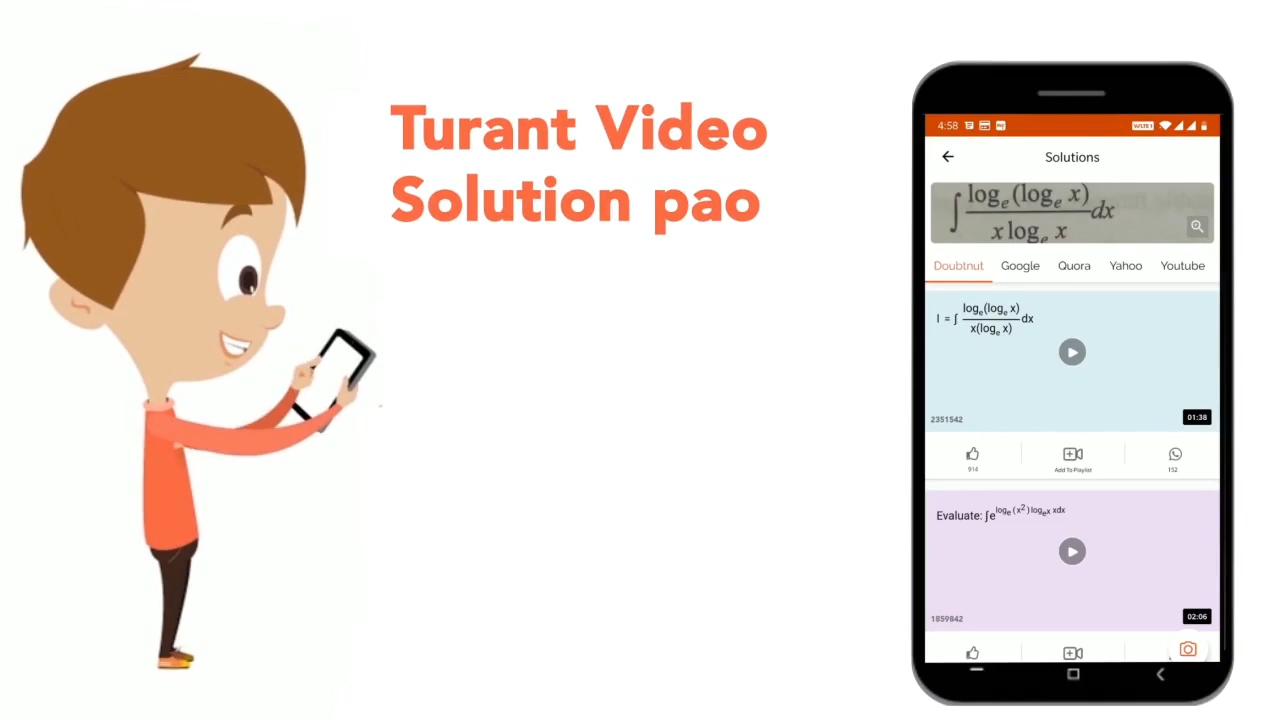 Turant Video
Solution pao
4:58
VoLTE1
Solutions
∫ logₑ(logₑ x) / x logₑ x dx
Doubtnut Google Quora Yahoo Youtube
I = ∫ logₑ(logₑ x) / x(logₑ x) dx
2351542 01:38
914 Add To Playlist 152
Evaluate: ∫e^logₑ(x²)logₑx xdx
1859842 02:06